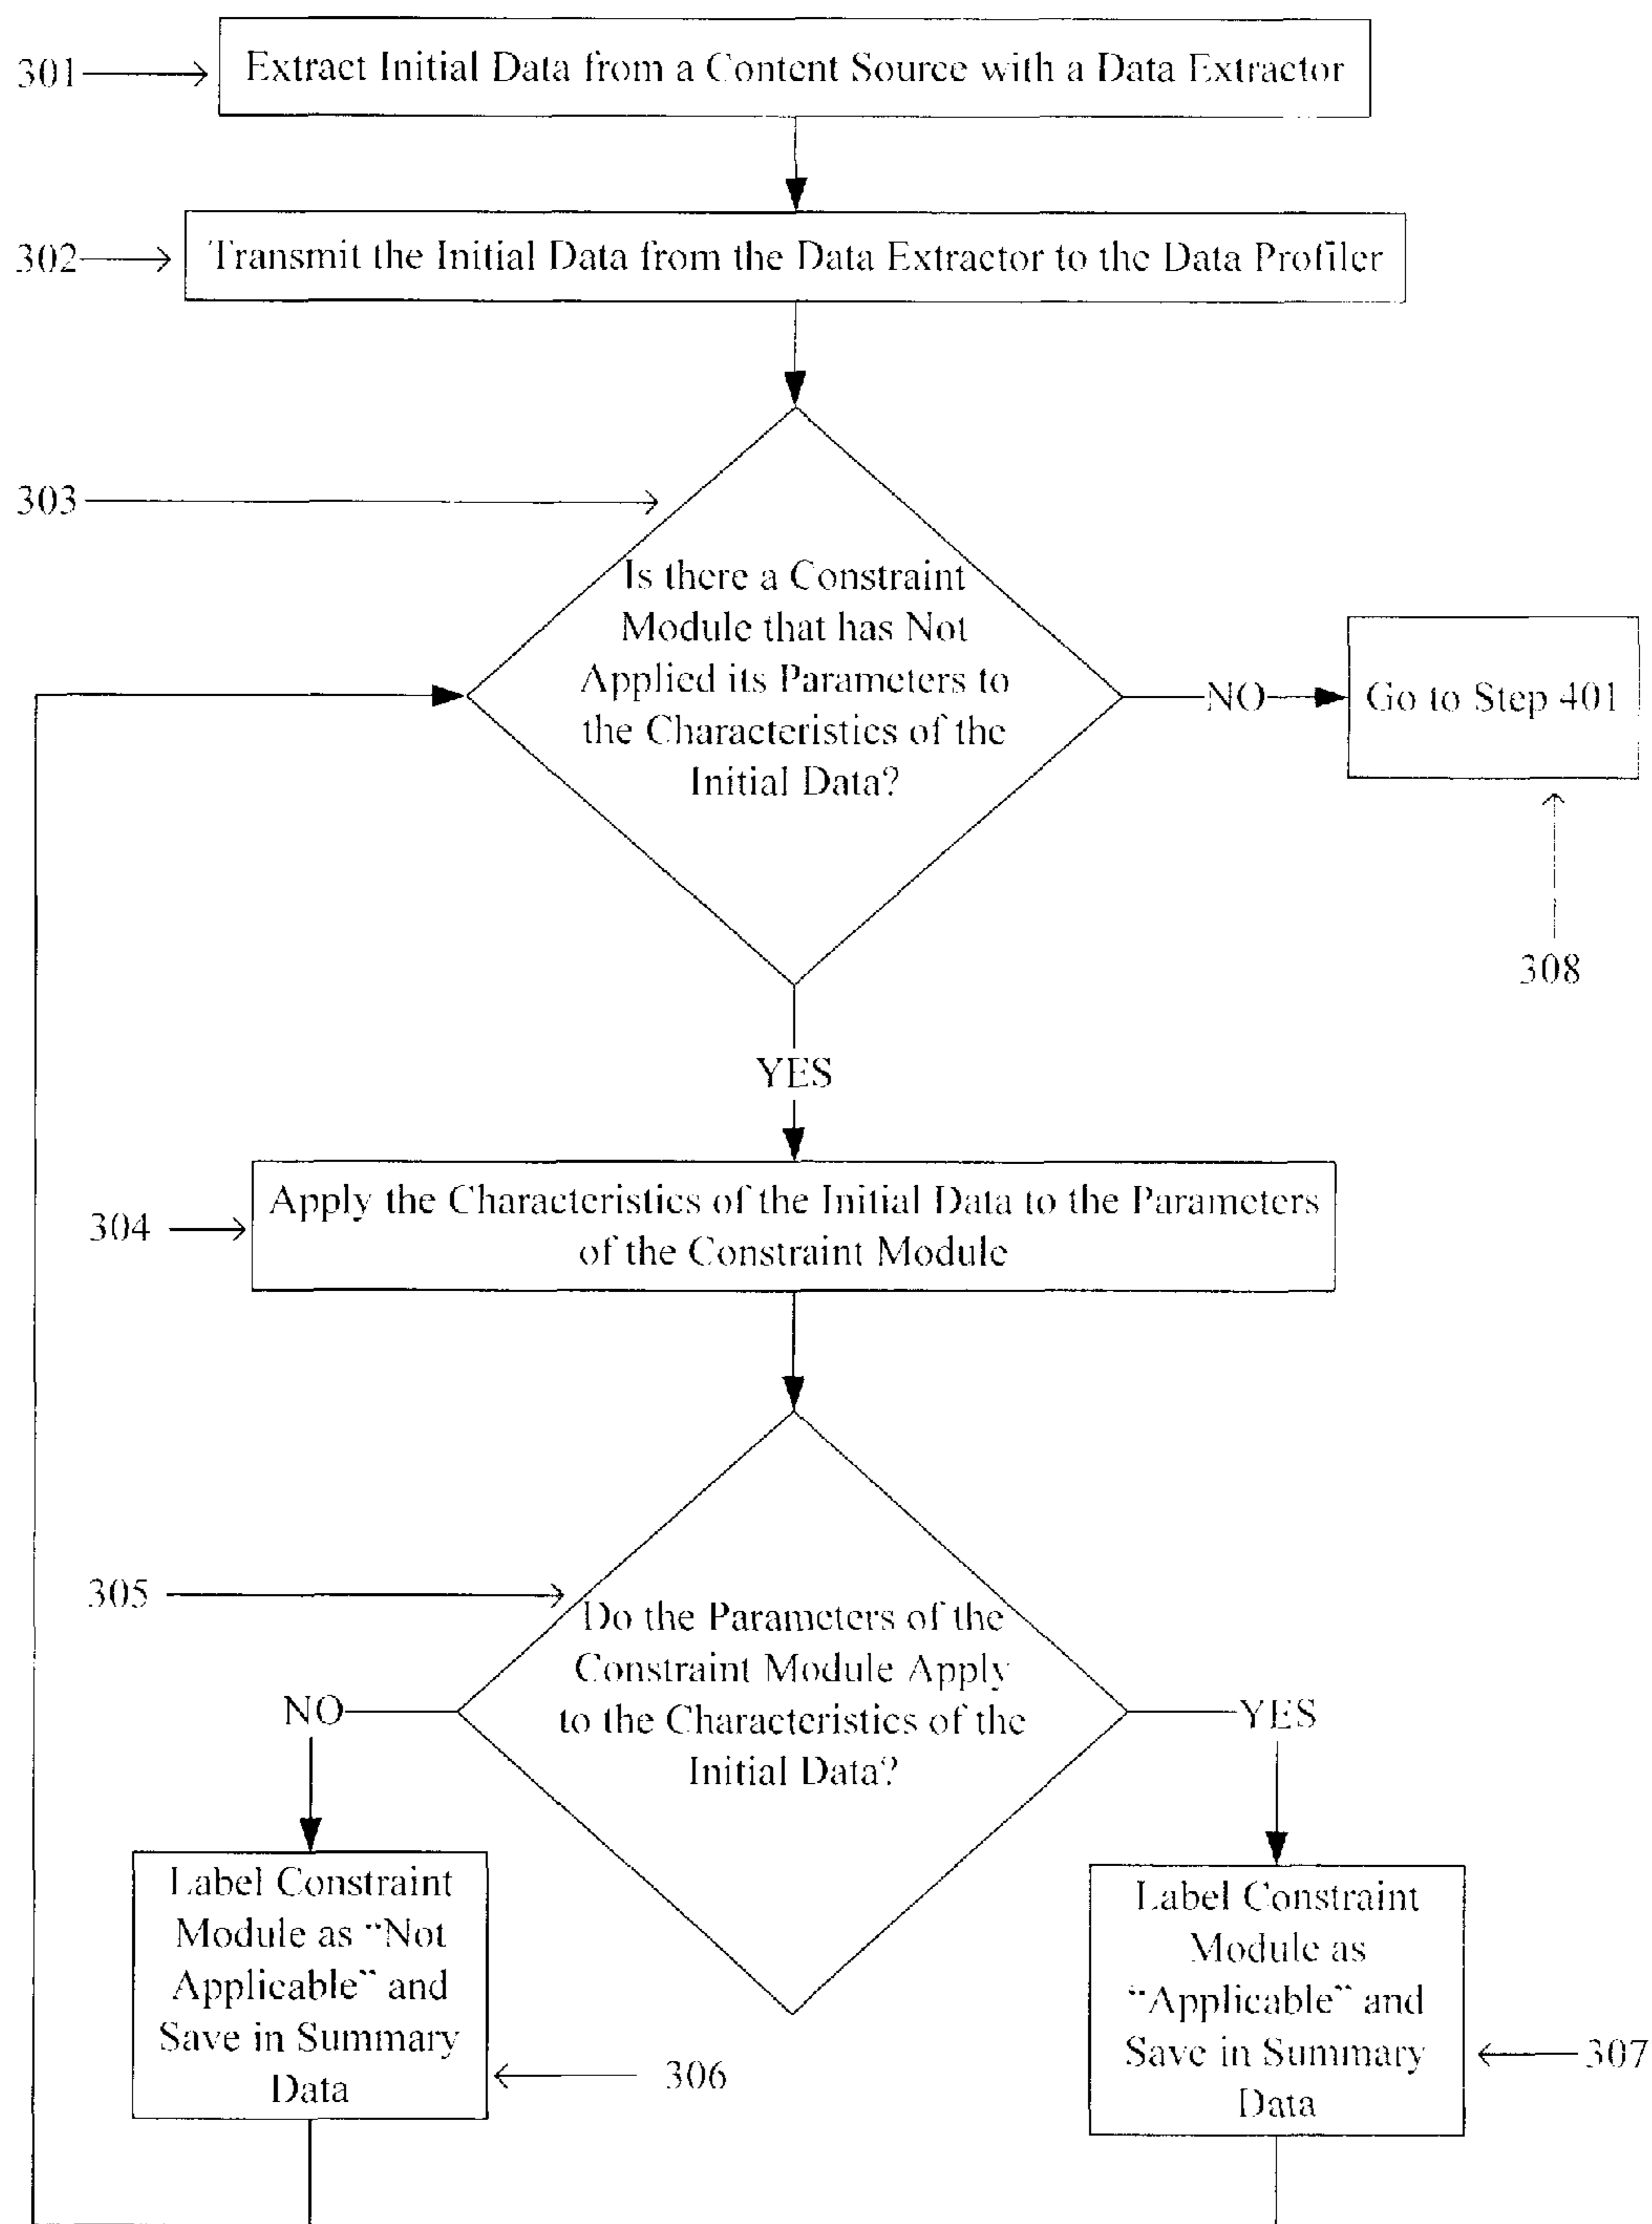 301
Extract Initial Data from a Content Source with a Data Extractor
302
Transmit the Initial Data from the Data Extractor to the Data Profiler
303
Is there a Constraint
Module that has Not
Applied its Parameters to
the Characteristics of the
Initial Data?
NO
Go to Step 401
308
YES
304
Apply the Characteristics of the Initial Data to the Parameters
of the Constraint Module
305
Do the Parameters of the
Constraint Module Apply
to the Characteristics of the
Initial Data?
NO
YES
Label Constraint
Module as “Not
Applicable” and
Save in Summary
Data
306
Label Constraint
Module as
“Applicable” and
Save in Summary
Data
307